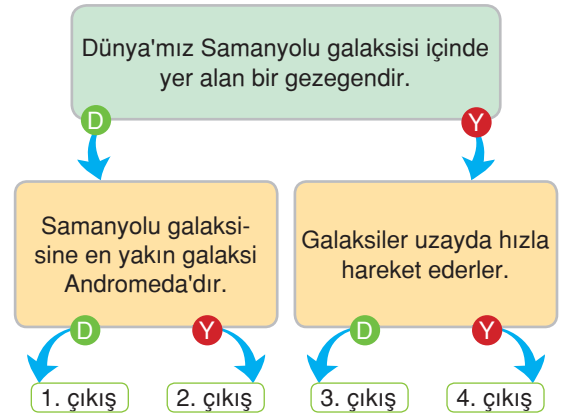 Dünya'mız Samanyolu galaksisi içinde
yer alan bir gezegendir.
D
Y
Samanyolu galaksi-
sine en yakın galaksi
Andromeda'dır.
Galaksiler uzayda hızla
hareket ederler.
D
Y
D
Y
1. çıkış
2. çıkış
3. çıkış
4. çıkış